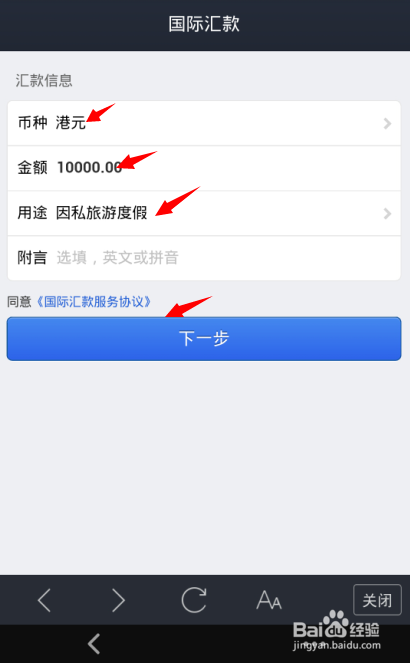 国际汇款
汇款信息
币种 港元
金额 10000.00
用途 因私旅游度假
附言 选填，英文或拼音
同意《国际汇款服务协议》
下一步
AA
关闭
Baidu经验
jingyan.baidu.com